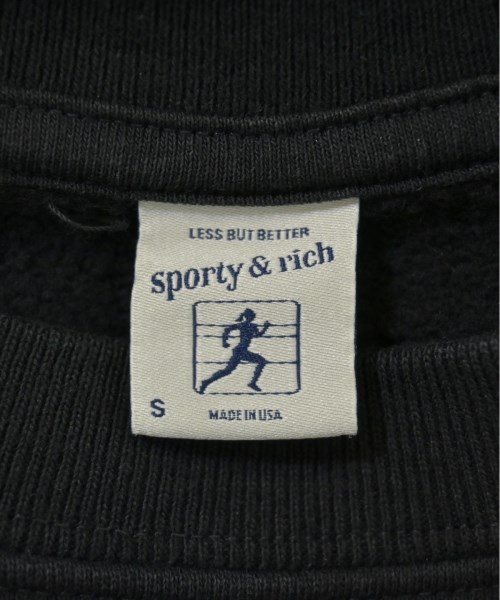 LESS BUT BETTER
sporty & rich
S
MADE IN USA